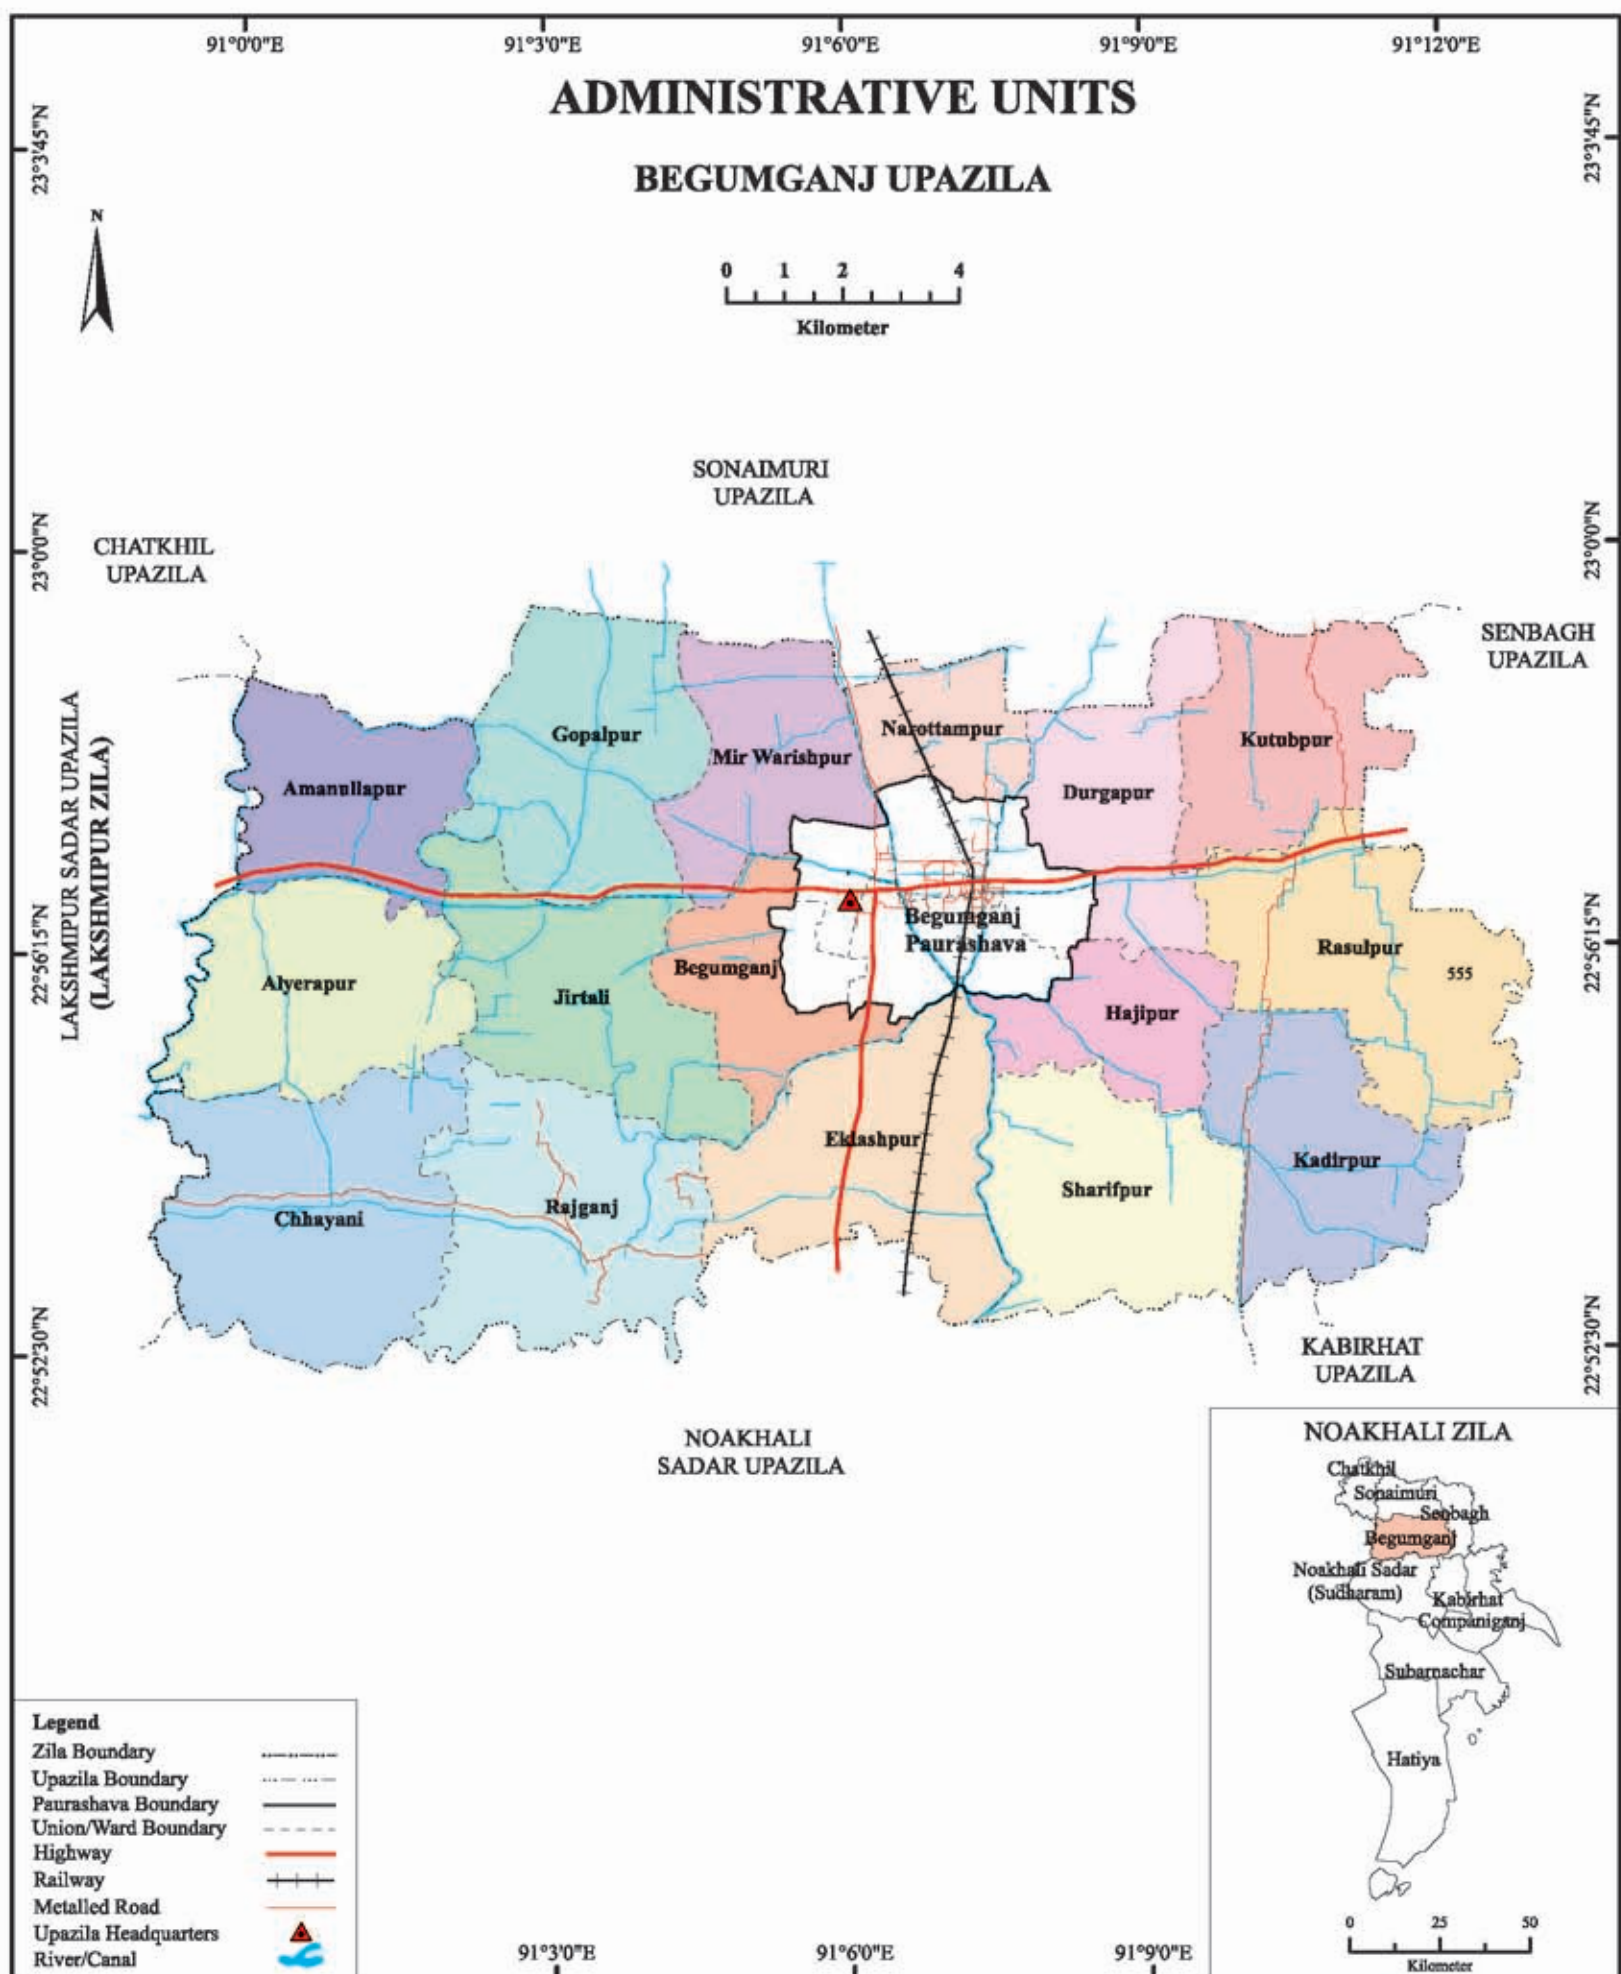 91°0'0"E 91°3'0"E 91°6'0"E 91°9'0"E 91°12'0"E
ADMINISTRATIVE UNITS
BEGUMGANJ UPAZILA
23°3'45"N
23°3'45"N
N
0 1 2 4
Kilometer
SONAIMURI
UPAZILA
23°0'0"N
23°0'0"N
CHATKHIL
UPAZILA
SENBAGH
UPAZILA
LAKSHMIPUR SADAR UPAZILA
(LAKSHMIPUR ZILA)
Gopalpur
Narottampur
Kutubpur
Mir Warishpur
Amanullapur
Durgapur
22°56'15"N
22°56'15"N
Begumganj
Paurashava
Rasulpur
Begumganj
555
Alyerapur
Jirtali
Hajipur
Eklashpur
Kadirpur
Sharifpur
Rajganj
Chhayani
22°52'30"N
22°52'30"N
KABIRHAT
UPAZILA
NOAKHALI
SADAR UPAZILA
NOAKHALI ZILA
Chatkhil
Sonaimuri
Senbagh
Begumganj
Noakhali Sadar
(Sudharam)
Kabirhat
Companiganj
Subarnachar
Hatiya
0 25 50
Kilometer
Legend
Zila Boundary
Upazila Boundary
Paurashava Boundary
Union/Ward Boundary
Highway
Railway
Metalled Road
Upazila Headquarters
River/Canal
91°3'0"E 91°6'0"E 91°9'0"E